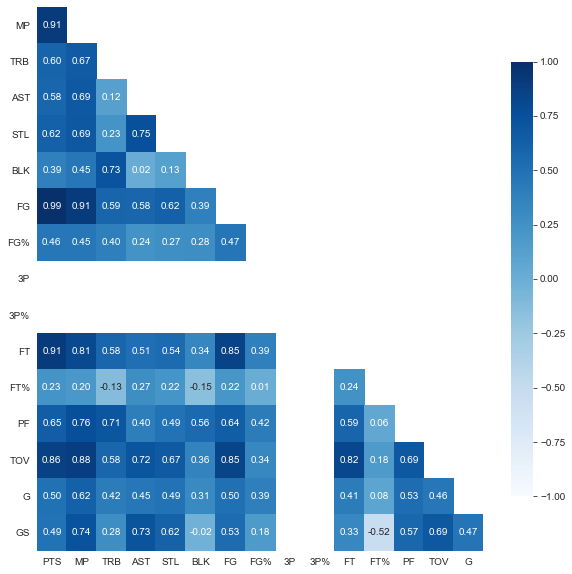 MP 0.91
TRB 0.60 0.67
AST 0.58 0.69 0.12
STL 0.62 0.69 0.23 0.75
BLK 0.39 0.45 0.73 0.02 0.13
FG 0.99 0.91 0.59 0.58 0.62 0.39
FG% 0.46 0.45 0.40 0.24 0.27 0.28 0.47
3P
3P%
FT 0.91 0.81 0.58 0.51 0.54 0.34 0.85 0.39
FT% 0.23 0.20 -0.13 0.27 0.22 -0.15 0.22 0.01 0.24
PF 0.65 0.76 0.71 0.40 0.49 0.56 0.64 0.42 0.59 0.06
TOV 0.86 0.88 0.58 0.72 0.67 0.36 0.85 0.34 0.82 0.18 0.69
G 0.50 0.62 0.42 0.45 0.49 0.31 0.50 0.39 0.41 0.08 0.53 0.46
GS 0.49 0.74 0.28 0.73 0.62 -0.02 0.53 0.18 0.33 -0.52 0.57 0.69 0.47
PTS MP TRB AST STL BLK FG FG% 3P 3P% FT FT% PF TOV G
1.00
0.75
0.50
0.25
0.00
−0.25
−0.50
−0.75
−1.00